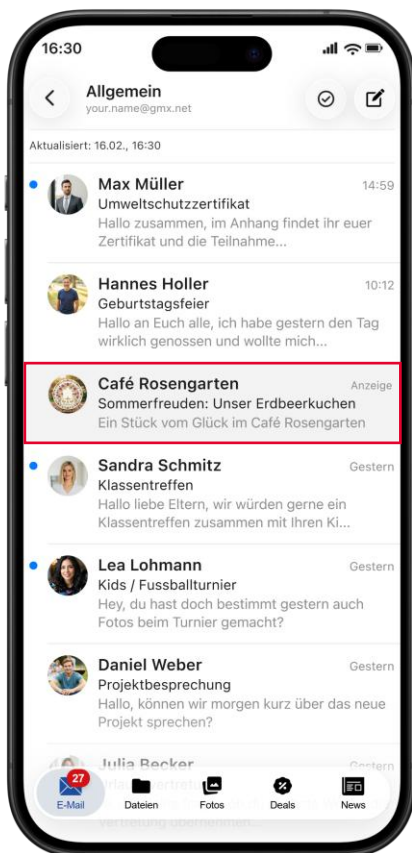 16:30
Allgemein
your.name@gmx.net
Aktualisiert: 16.02., 16:30
Max Müller 14:59
Umweltschutzzertifikat
Hallo zusammen, im Anhang findet ihr euer
Zertifikat und die Teilnahme...
Hannes Holler 10:12
Geburtstagsfeier
Hallo an Euch alle, ich habe gestern den Tag
wirklich genossen und wollte mich...
Café Rosengarten Anzeige
Sommerfreuden: Unser Erdbeerkuchen
Ein Stück vom Glück im Café Rosengarten
Sandra Schmitz Gestern
Klassentreffen
Hallo liebe Eltern, wir würden gerne ein
Klassentreffen zusammen mit Ihren Ki...
Lea Lohmann Gestern
Kids / Fussballturnier
Hey, du hast doch bestimmt gestern auch
Fotos beim Turnier gemacht?
Daniel Weber Gestern
Projektbesprechung
Hallo, können wir morgen kurz über das neue
Projekt sprechen?
Julia Becker Gestern
27
E-Mail Dateien Fotos Deals News